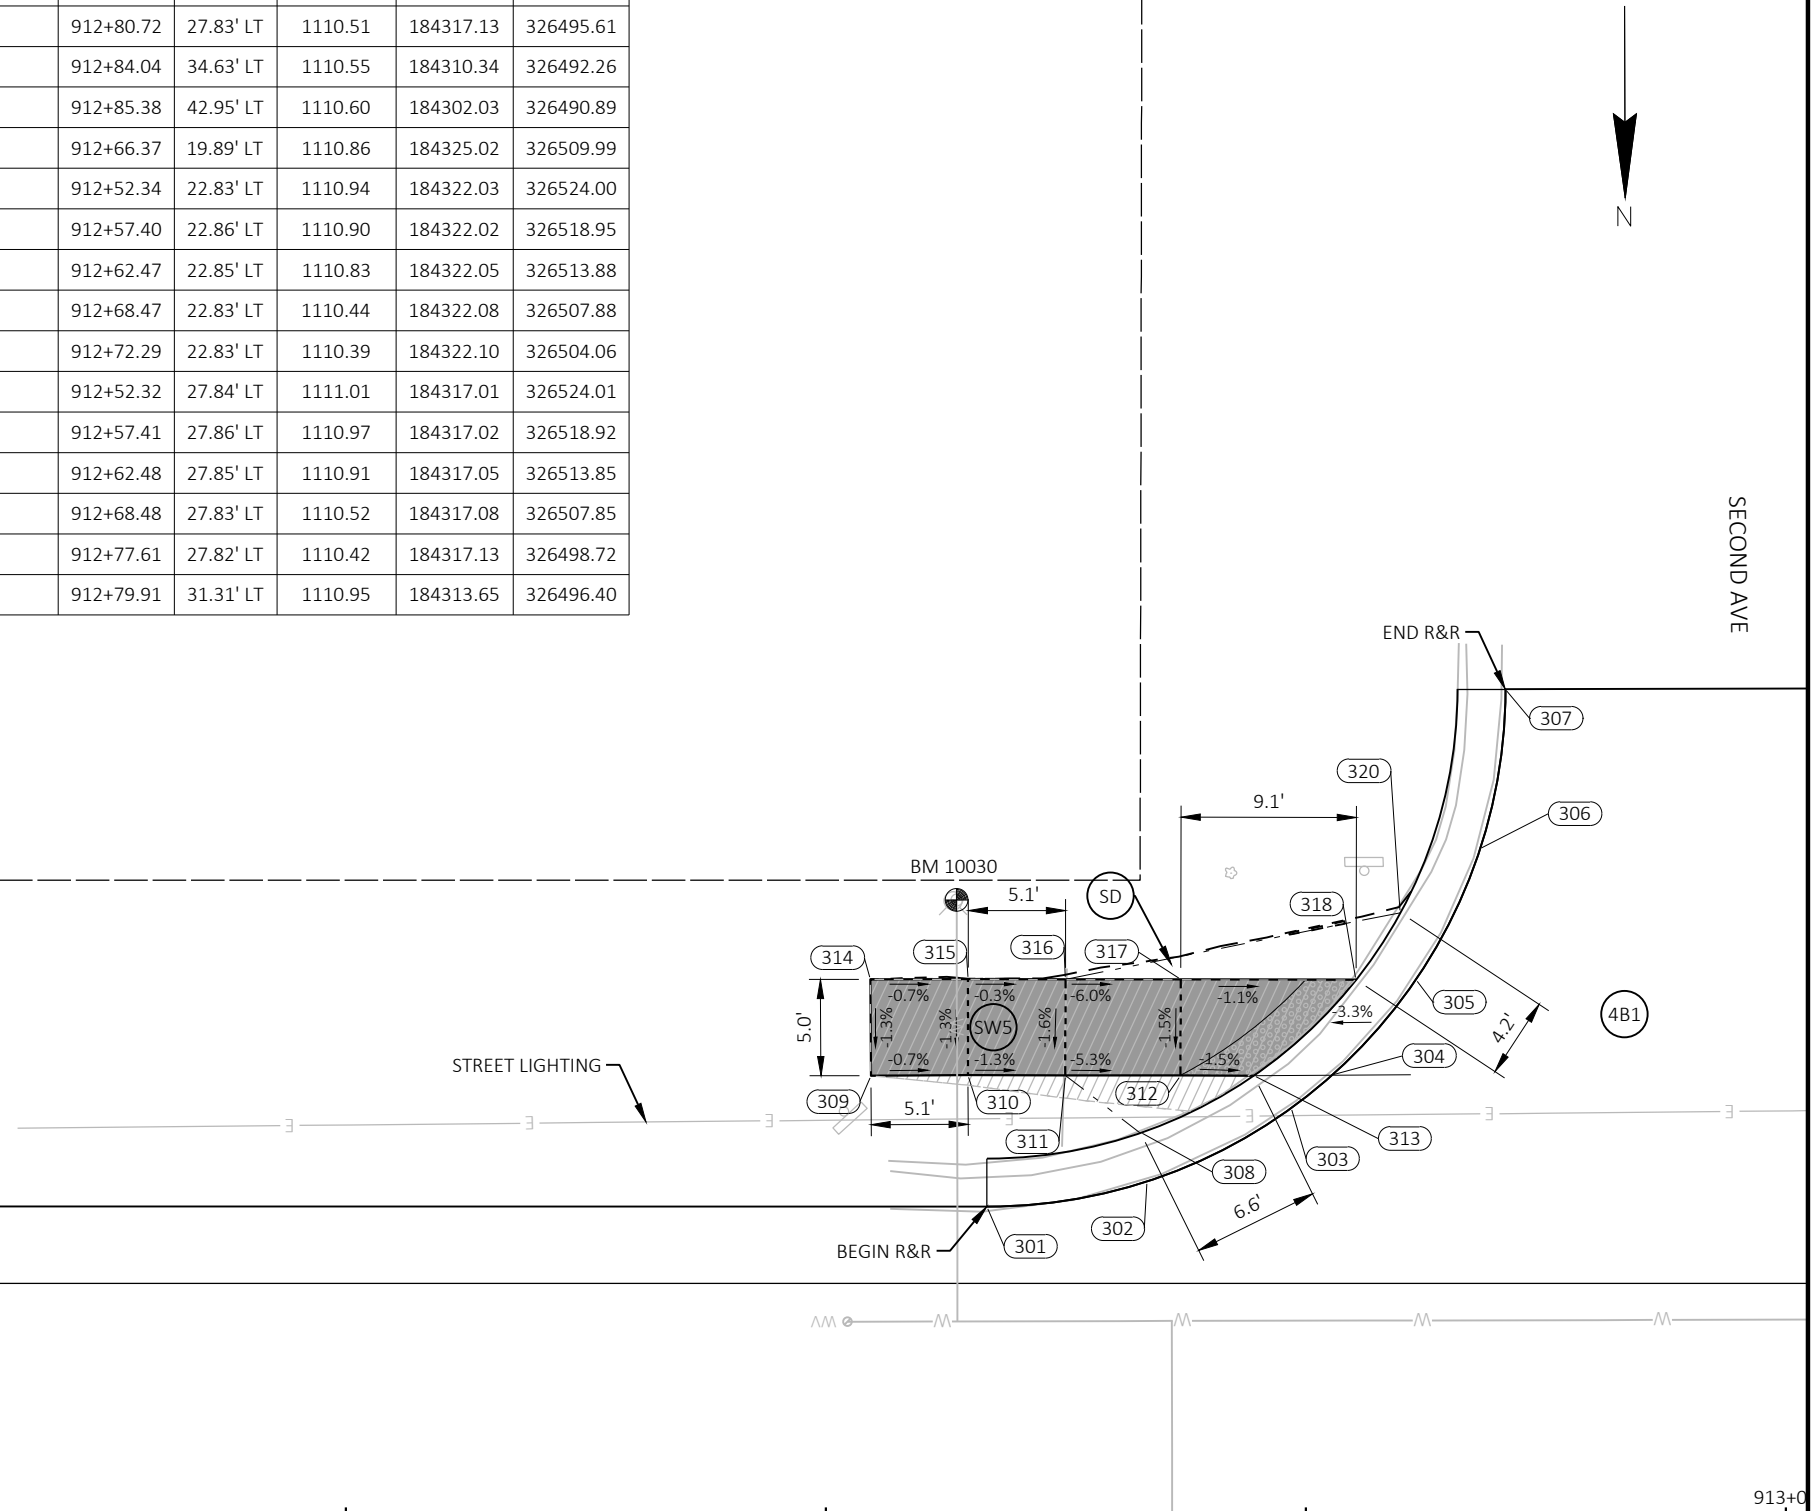 912+80.72 27.83' LT 1110.51 184317.13 326495.61
912+84.04 34.63' LT 1110.55 184310.34 326492.26
912+85.38 42.95' LT 1110.60 184302.03 326490.89
912+66.37 19.89' LT 1110.86 184325.02 326509.99
912+52.34 22.83' LT 1110.94 184322.03 326524.00
912+57.40 22.86' LT 1110.90 184322.02 326518.95
912+62.47 22.85' LT 1110.83 184322.05 326513.88
912+68.47 22.83' LT 1110.44 184322.08 326507.88
912+72.29 22.83' LT 1110.39 184322.10 326504.06
912+52.32 27.84' LT 1111.01 184317.01 326524.01
912+57.41 27.86' LT 1110.97 184317.02 326518.92
912+62.48 27.85' LT 1110.91 184317.05 326513.85
912+68.48 27.83' LT 1110.52 184317.08 326507.85
912+77.61 27.82' LT 1110.42 184317.13 326498.72
912+79.91 31.31' LT 1110.95 184313.65 326496.40
N
SECOND AVE
END R&R
307
320
9.1'
306
BM 10030
5.1'
SD
318
314
315
316
317
-0.7%
-0.3%
-6.0%
-1.1%
305
5.0'
-1.3%
-1.3%
SW5
-1.6%
-1.5%
-3.3%
4.2'
4B1
-0.7%
-1.3%
-5.3%
-1.5%
304
STREET LIGHTING
309
5.1'
310
312
E E E E E E E
311
313
308
303
302
6.6'
301
BEGIN R&R
WV W W W W
913+0